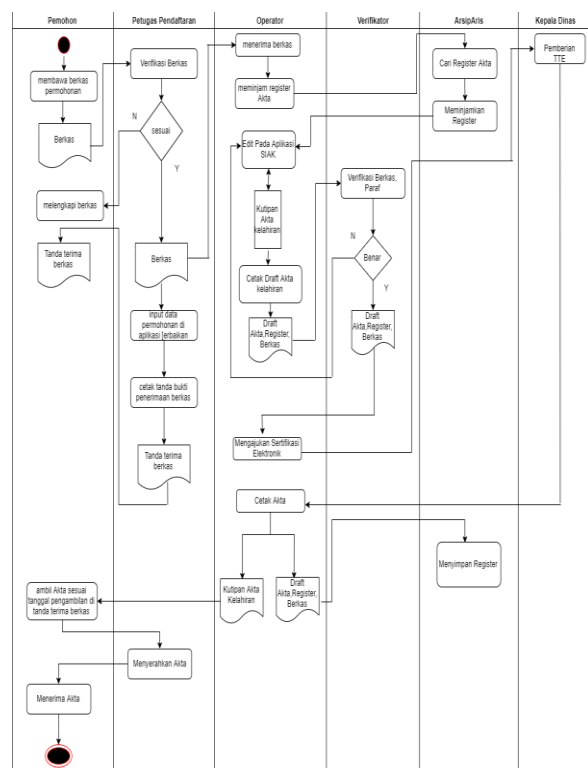 Pemohon
Petugas Pendaftaran
Operator
Verifikator
ArsipAris
Kepala Dinas
membawa berkas
permohonan
Berkas
melengkapi berkas
Tanda terima
berkas
ambil Akta sesuai
tanggal pengambilan di
tanda terima berkas
Menerima Akta
Verifikasi Berkas
N
sesuai
Y
Berkas
input data
permohonan di
aplikasi [erbaikan
cetak tanda bukti
penerimaan berkas
Tanda terima
berkas
Menyerahkan Akta
menerima berkas
meminjam register
Akta
Edit Pada Aplikasi
SIAK
Kutipan
Akta
kelahiran
Cetak Draft Akta
kelahiran
Draft
Akta,Register,
Berkas
Mengajukan Sertifikasi
Elektronik
Cetak Akta
Kutipan Akta
Kelahiran
Draft
Akta,Register,
Berkas
Verifikasi Berkas,
Paraf
N
Benar
Y
Draft
Akta,Register,
Berkas
Cari Register Akta
Meminjamkan
Register
Menyimpan Register
Pemberian
TTE